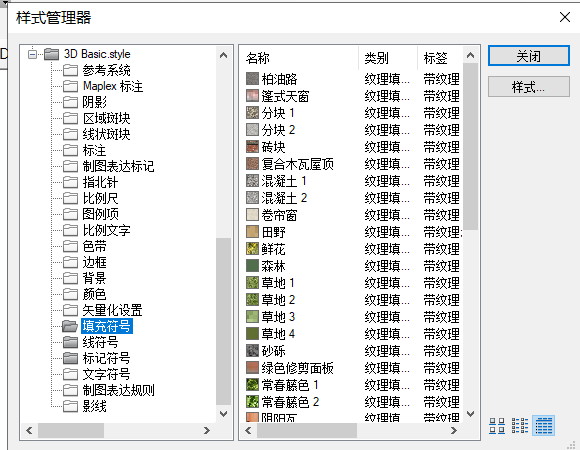 样式管理器
3D Basic.style
参考系统
Maplex 标注
阴影
区域斑块
线状斑块
标注
制图表达标记
指北针
比例尺
图例项
比例文字
色带
边框
背景
颜色
矢量化设置
填充符号
线符号
标记符号
文字符号
制图表达规则
影线
名称 类别 标签
柏油路 纹理填... 带纹理
篷式天窗 纹理填... 带纹理
分块 1 纹理填... 带纹理
分块 2 纹理填... 带纹理
砖块 纹理填... 带纹理
复合木瓦屋顶 纹理填... 带纹理
混凝土 1 纹理填... 带纹理
混凝土 2 纹理填... 带纹理
卷帘窗 纹理填... 带纹理
田野 纹理填... 带纹理
鲜花 纹理填... 带纹理
森林 纹理填... 带纹理
草地 1 纹理填... 带纹理
草地 2 纹理填... 带纹理
草地 3 纹理填... 带纹理
草地 4 纹理填... 带纹理
砂砾 纹理填... 带纹理
绿色修剪面板 纹理填... 带纹理
常春藤色 1 纹理填... 带纹理
常春藤色 2 纹理填... 带纹理
阴阳瓦 纹理填... 带纹理
关闭
样式...